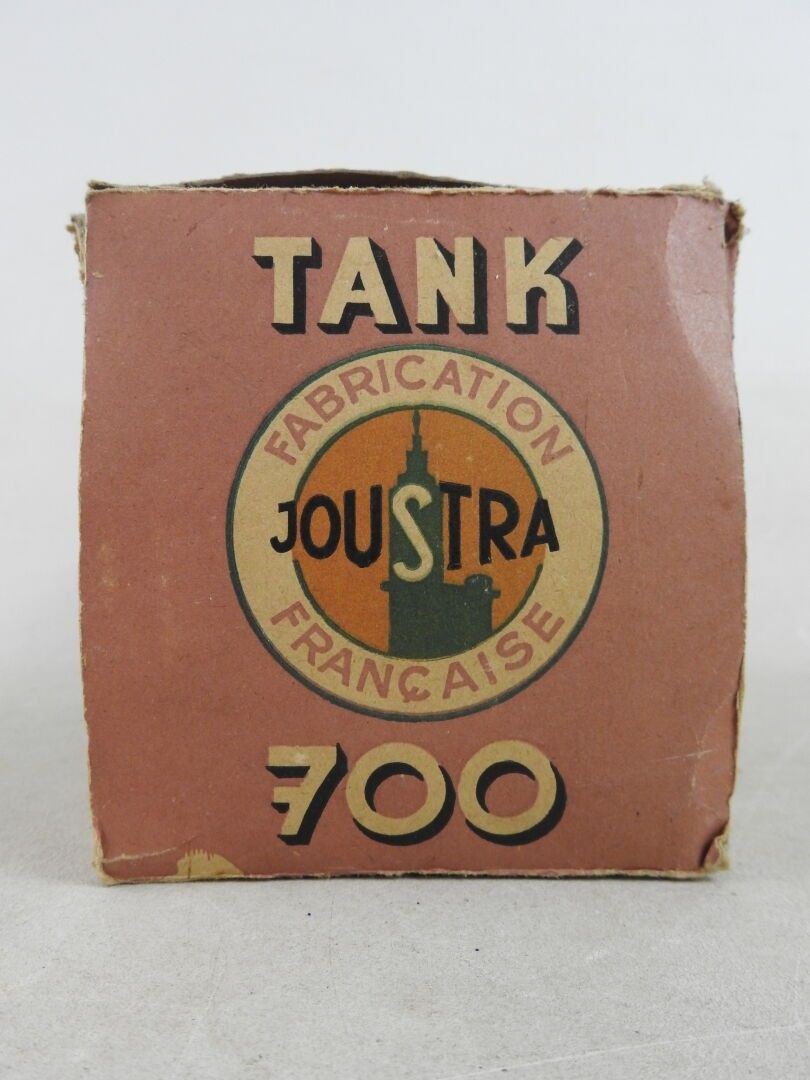 TANK
FABRICATION
JOUSTRA
FRANÇAISE
700